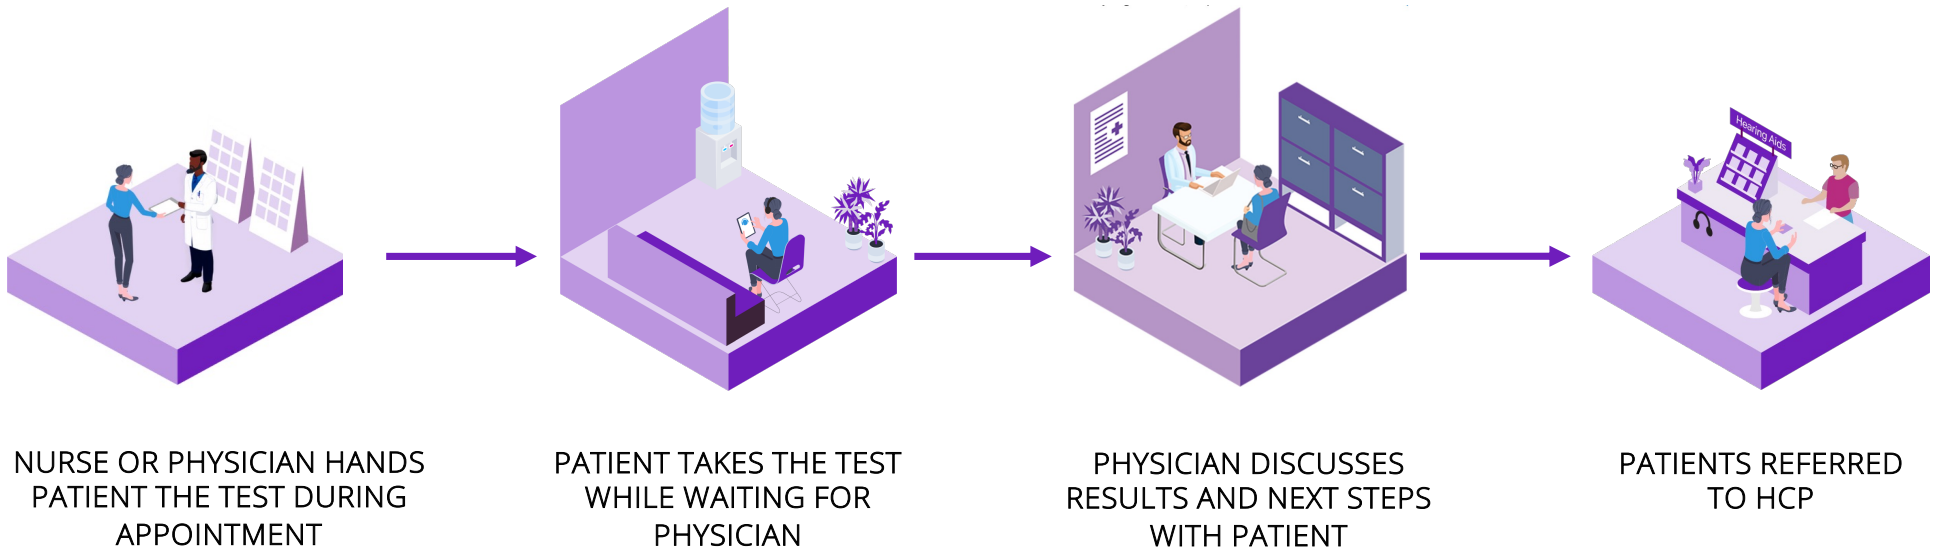 Hearing Aids
NURSE OR PHYSICIAN HANDS
PATIENT THE TEST DURING
APPOINTMENT
PATIENT TAKES THE TEST
WHILE WAITING FOR
PHYSICIAN
PHYSICIAN DISCUSSES
RESULTS AND NEXT STEPS
WITH PATIENT
PATIENTS REFERRED
TO HCP